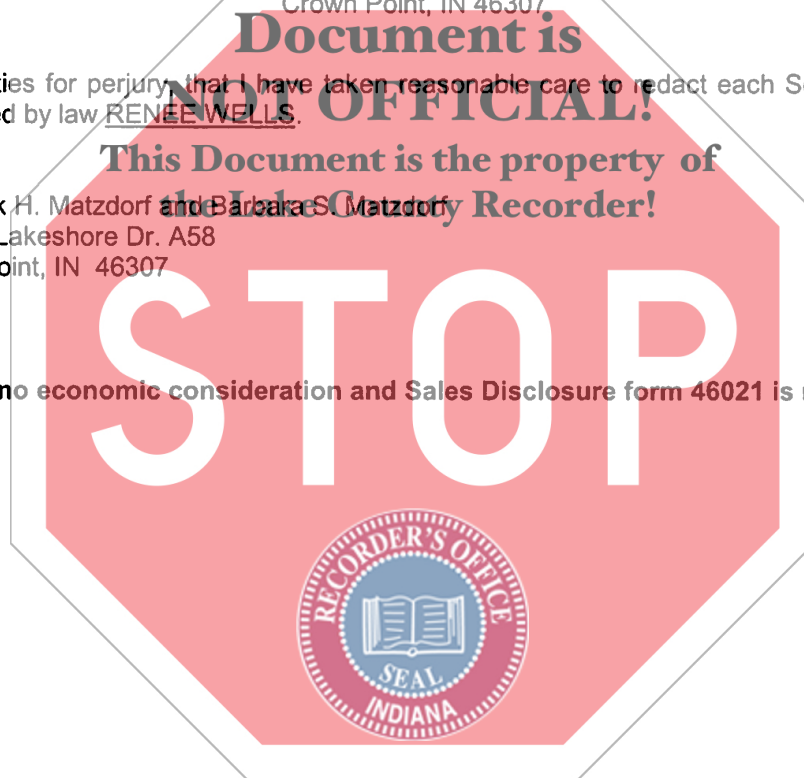 Crown Point, IN 46307
Document is
ties for perjury, that I have taken reasonable care to redact each So
NOT OFFICIAL!
d by law RENEE WELLS.
This Document is the property of
k H. Matzdorf and Barbara S. Matzdorf
the Lake County Recorder!
Lakeshore Dr. A58
oint, IN 46307
STOP
no economic consideration and Sales Disclosure form 46021 is
RECORDER'S OFFICE
SEAL
INDIANA